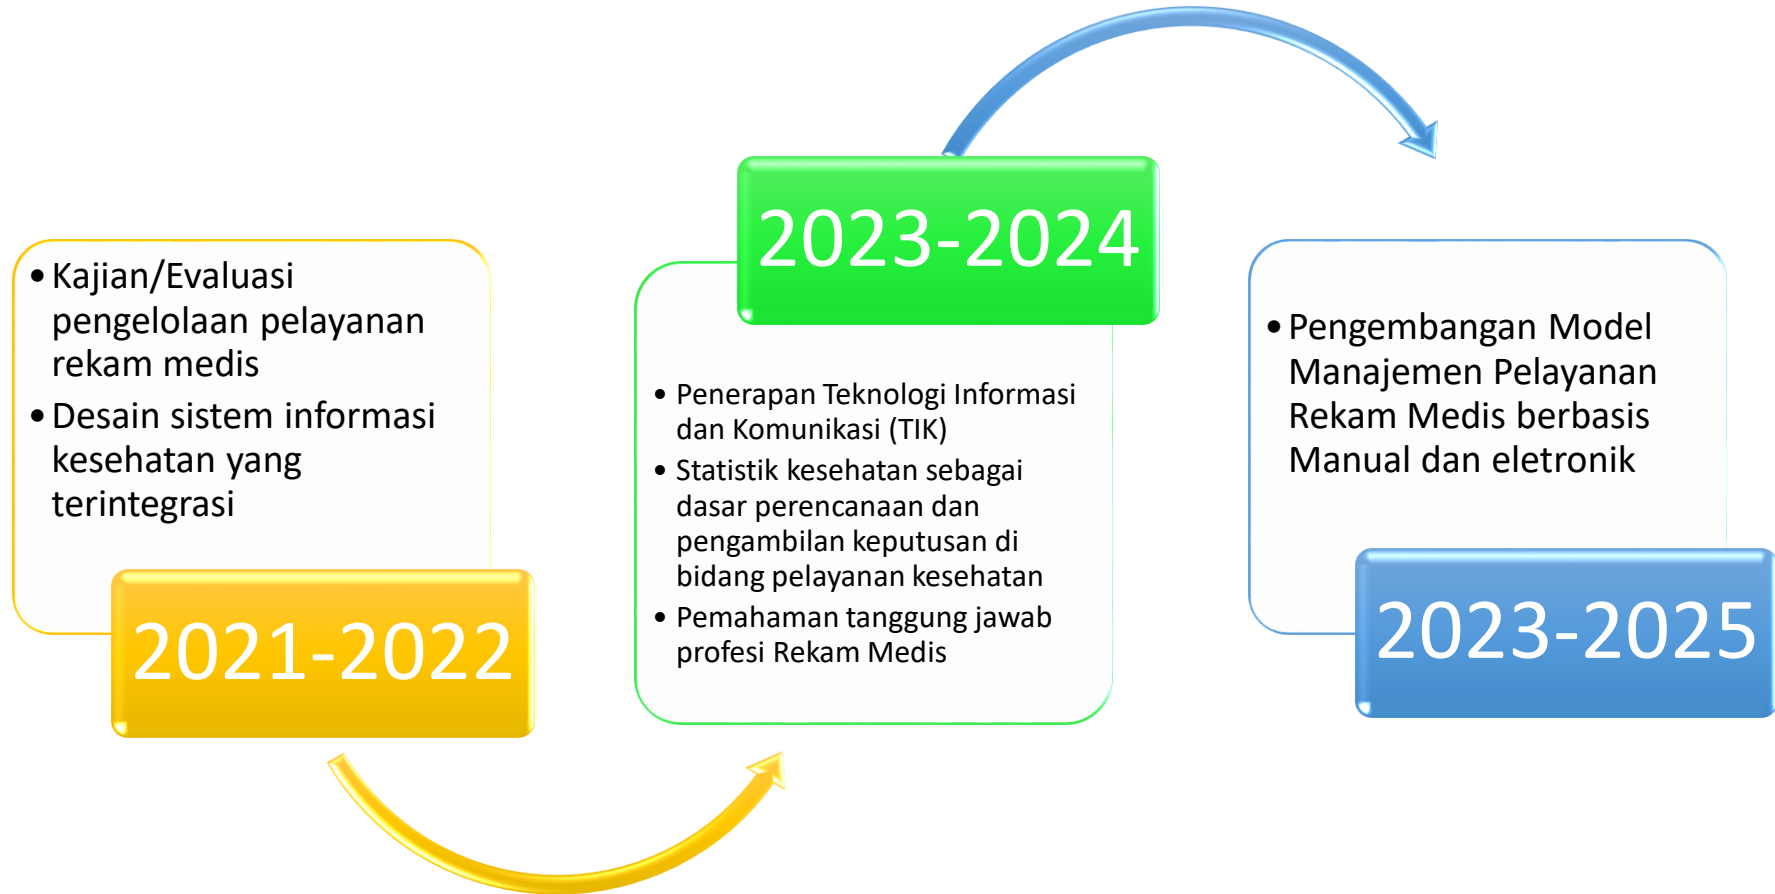 • Kajian/Evaluasi
pengelolaan pelayanan
rekam medis
• Desain sistem informasi
kesehatan yang
terintegrasi
2021-2022
2023-2024
• Penerapan Teknologi Informasi
dan Komunikasi (TIK)
• Statistik kesehatan sebagai
dasar perencanaan dan
pengambilan keputusan di
bidang pelayanan kesehatan
• Pemahaman tanggung jawab
profesi Rekam Medis
• Pengembangan Model
Manajemen Pelayanan
Rekam Medis berbasis
Manual dan eletronik
2023-2025